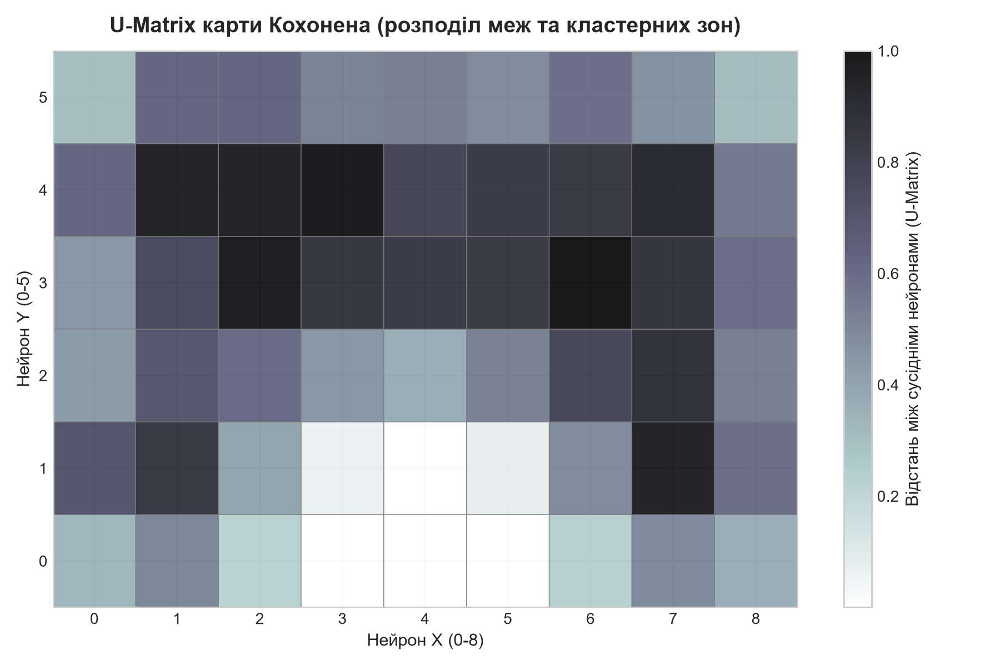 U-Matrix карти Кохонена (розподіл меж та кластерних зон)
1.0
0.8
0.6
0.4
0.2
Відстань між сусідніми нейронами (U-Matrix)
5
4
3
2
1
0
Нейрон Y (0-5)
0 1 2 3 4 5 6 7 8
Нейрон X (0-8)